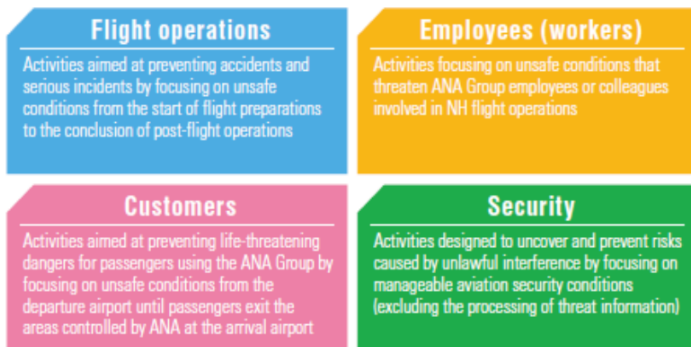 Flight operations
Activities aimed at preventing accidents and
serious incidents by focusing on unsafe
conditions from the start of flight preparations
to the conclusion of post-flight operations
Employees (workers)
Activities focusing on unsafe conditions that
threaten ANA Group employees or colleagues
involved in NH flight operations
Customers
Activities aimed at preventing life-threatening
dangers for passengers using the ANA Group by
focusing on unsafe conditions from the
departure airport until passengers exit the
areas controlled by ANA at the arrival airport
Security
Activities designed to uncover and prevent risks
caused by unlawful interference by focusing on
manageable aviation security conditions
(excluding the processing of threat information)